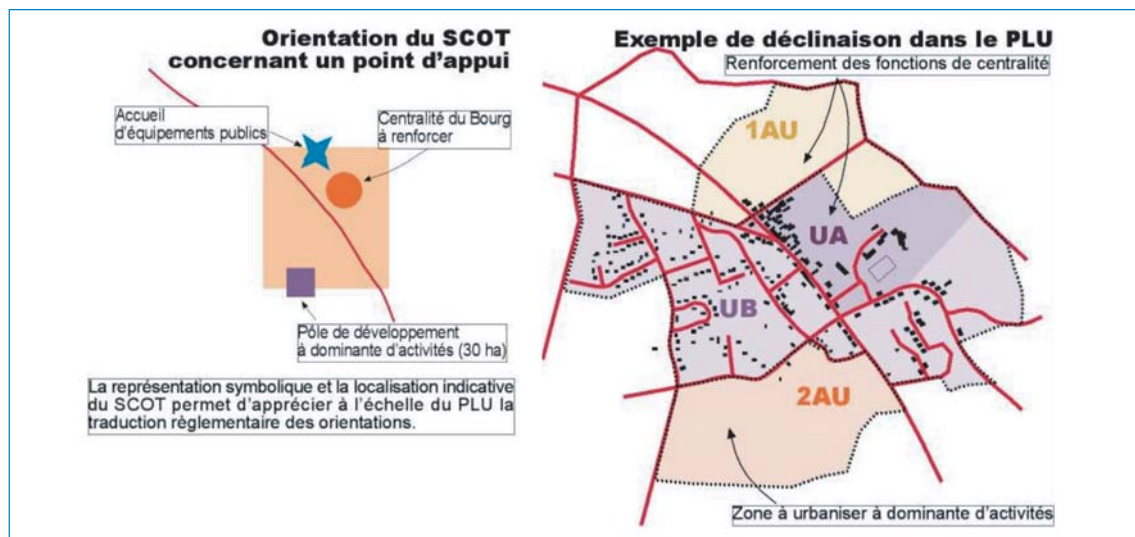 Orientation du SCOT
concernant un point d'appui
Accueil
d'équipements publics
Centralité du Bourg
à renforcer
Pôle de développement
à dominante d'activités (30 ha)
La représentation symbolique et la localisation indicative
du SCOT permet d'apprécier à l'échelle du PLU la
traduction règlementaire des orientations.
Exemple de déclinaison dans le PLU
Renforcement des fonctions de centralité
1AU
UA
UB
2AU
Zone à urbaniser à dominante d'activités